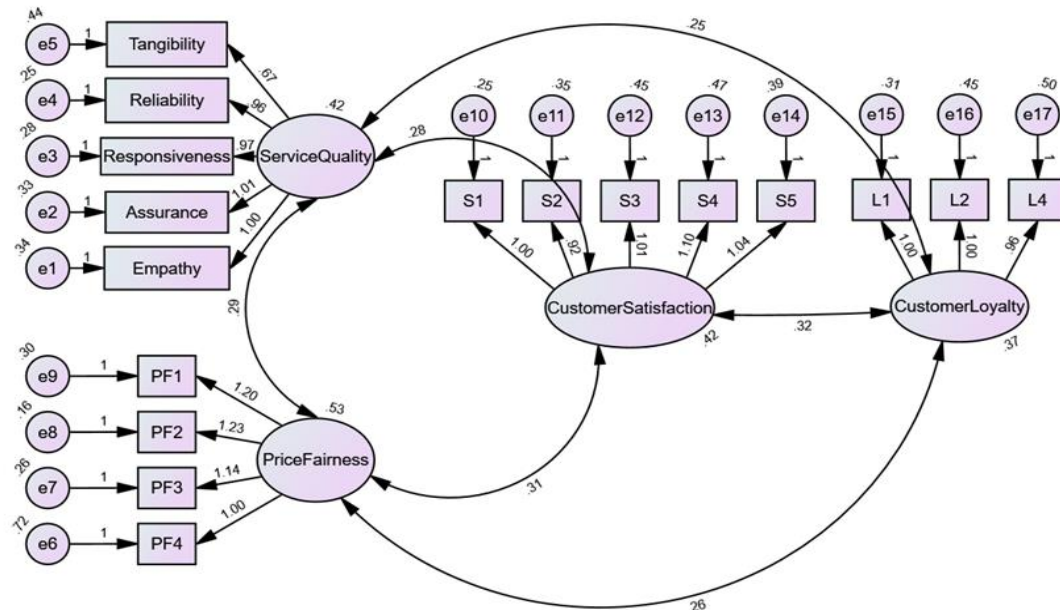 .44
e5
1
Tangibility
.67
.25
e4
1
Reliability
.96
.28
e3
1
Responsiveness
.97
.33
e2
1
Assurance
1.01
.34
e1
1
Empathy
1.00
.42
ServiceQuality
.25
.28
.29
.30
e9
1
PF1
1.20
.16
e8
1
PF2
1.23
.26
e7
1
PF3
1.14
.72
e6
1
PF4
1.00
.53
PriceFairness
.25
e10
1
S1
1.00
.35
e11
1
S2
.92
.45
e12
1
S3
1.01
.47
e13
1
S4
1.10
.39
e14
1
S5
1.04
CustomerSatisfaction
.42
.32
.31
e15
1
L1
1.00
.45
e16
1
L2
1.00
.50
e17
1
L4
.96
CustomerLoyalty
.37
.31
.26